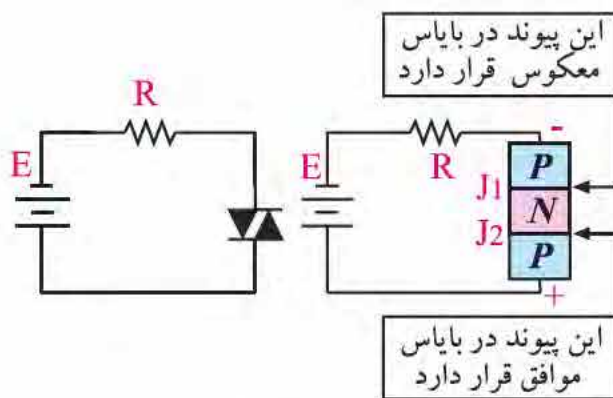 این پیوند در بایاس
معکوس قرار دارد
R
E
E
R
-
P
J1
N
J2
P
+
این پیوند در بایاس
موافق قرار دارد